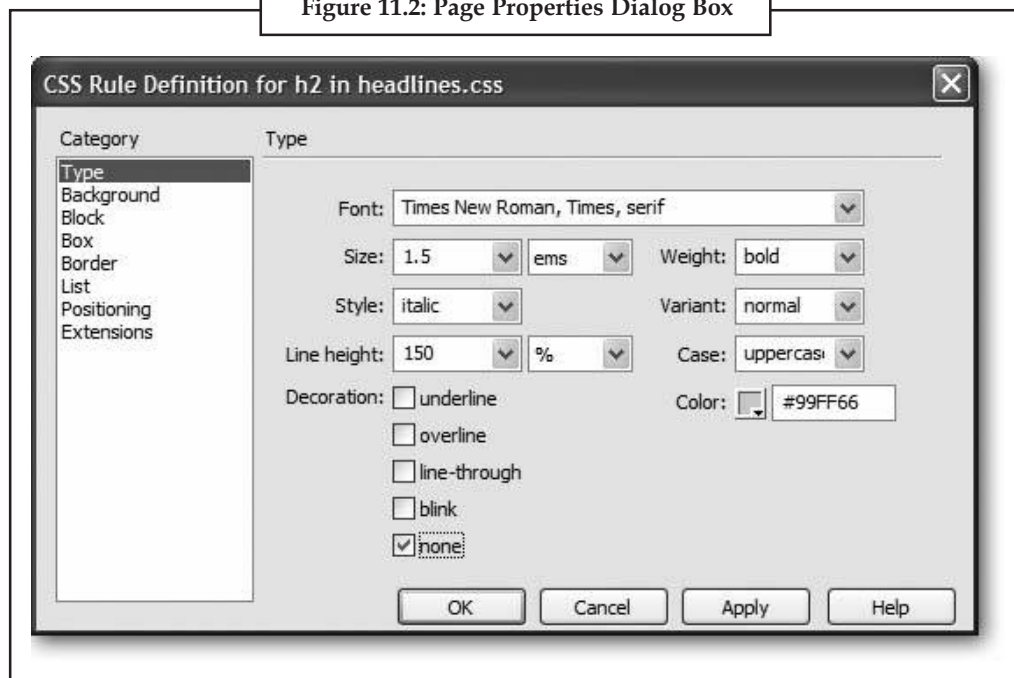 Figure 11.2: Page Properties Dialog Box
CSS Rule Definition for h2 in headlines.css
Category
Type
Type
Background
Block
Box
Border
List
Positioning
Extensions
Font: Times New Roman, Times, serif
Size: 1.5 ems Weight: bold
Style: italic Variant: normal
Line height: 150 % Case: uppercase
Decoration: underline Color: #99FF66
overline
line-through
blink
none
OK Cancel Apply Help